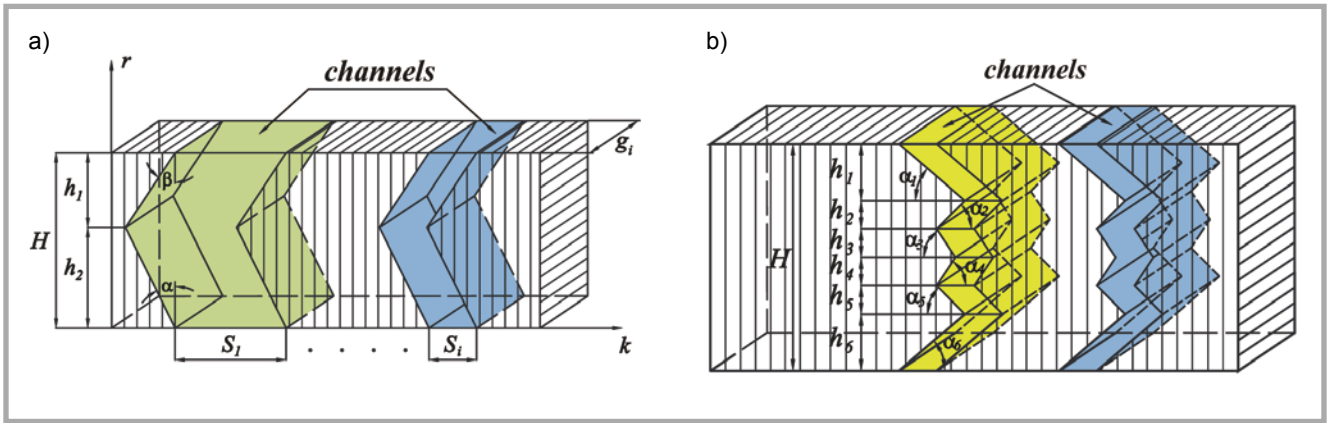 a)
r
channels
g_i
β
h_1
H
h_2
α
S_1 . . . . . S_i
k
b)
channels
h_1
α_1
h_2
α_2
h_3
α_3
H
h_4
α_4
h_5
α_5
h_6
α_6